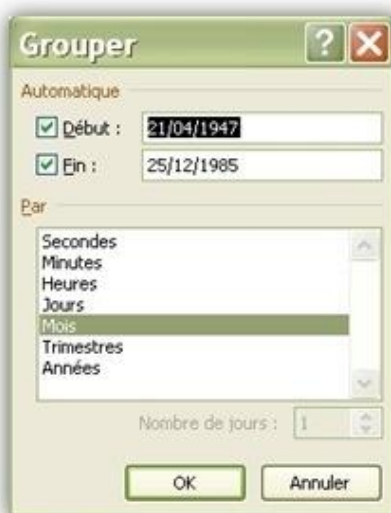 Grouper
Automatique
Début : 21/04/1947
Fin : 25/12/1985
Par
Secondes
Minutes
Heures
Jours
Mois
Trimestres
Années
Nombre de jours : 1
OK Annuler